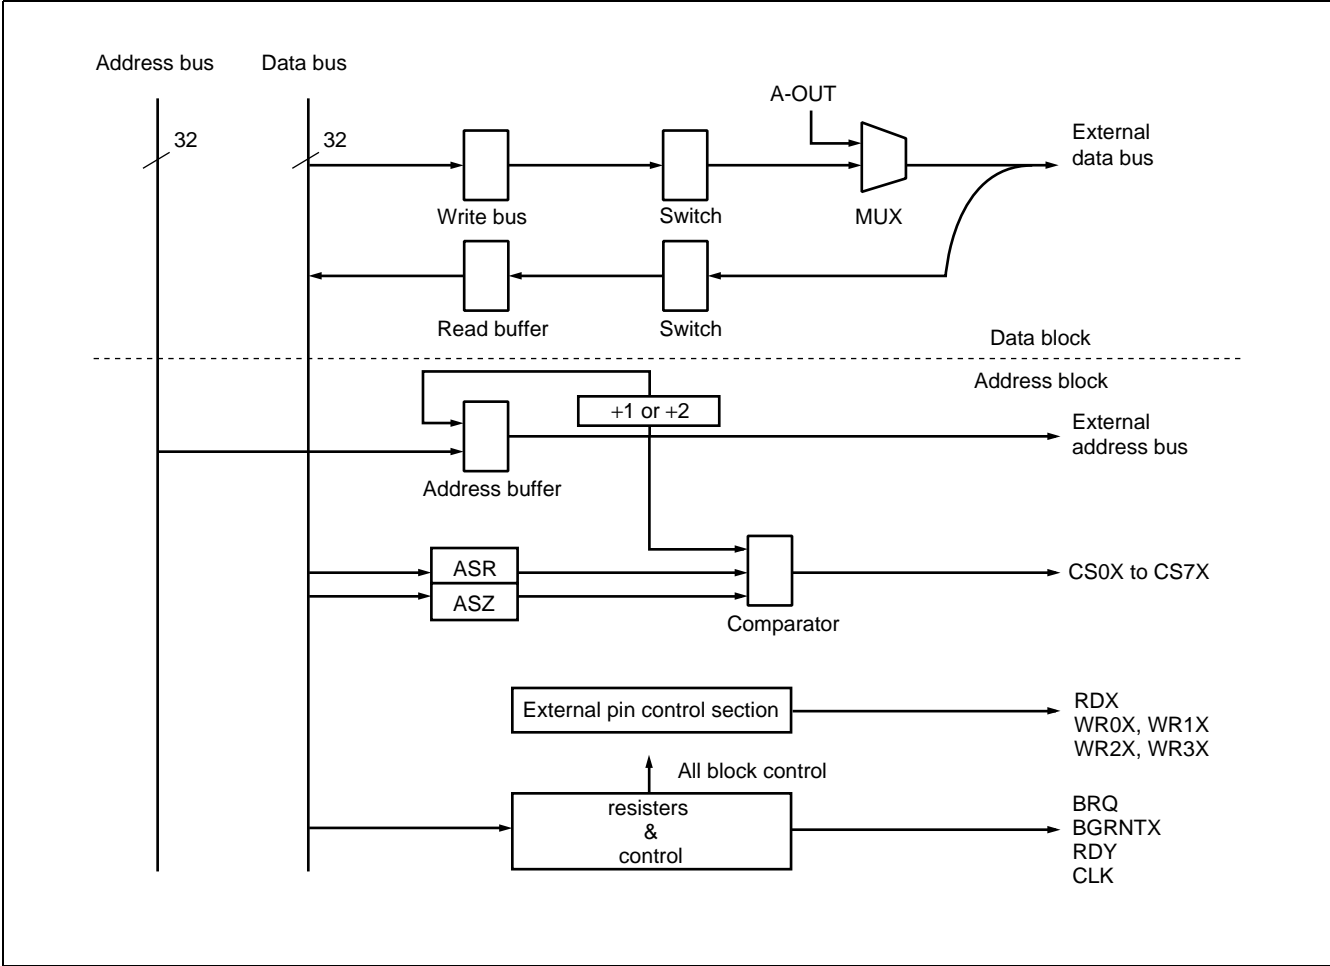 Address bus
Data bus
32
32
A-OUT
External
data bus
Write bus
Switch
MUX
Read buffer
Switch
Data block
Address block
+1 or +2
External
address bus
Address buffer
ASR
ASZ
CS0X to CS7X
Comparator
External pin control section
RDX
WR0X, WR1X
WR2X, WR3X
All block control
resisters
&
control
BRQ
BGRNTX
RDY
CLK